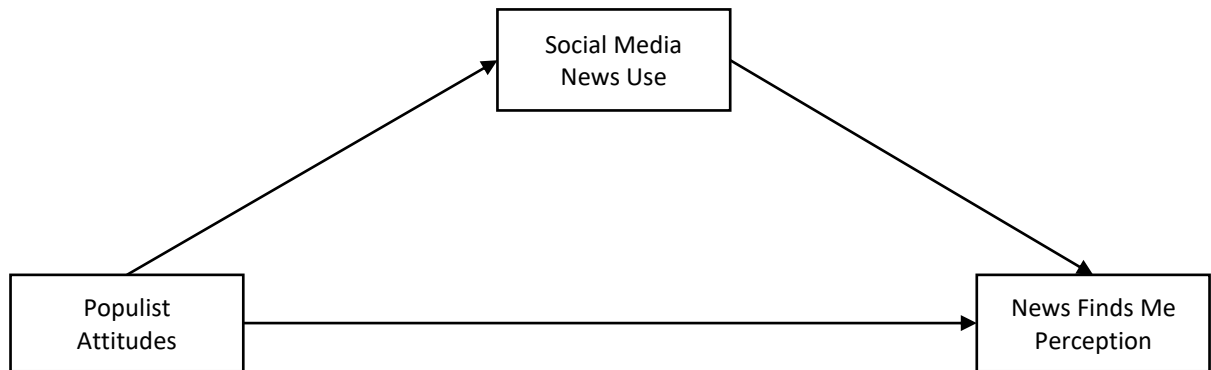 Social Media
News Use
Populist
Attitudes
News Finds Me
Perception